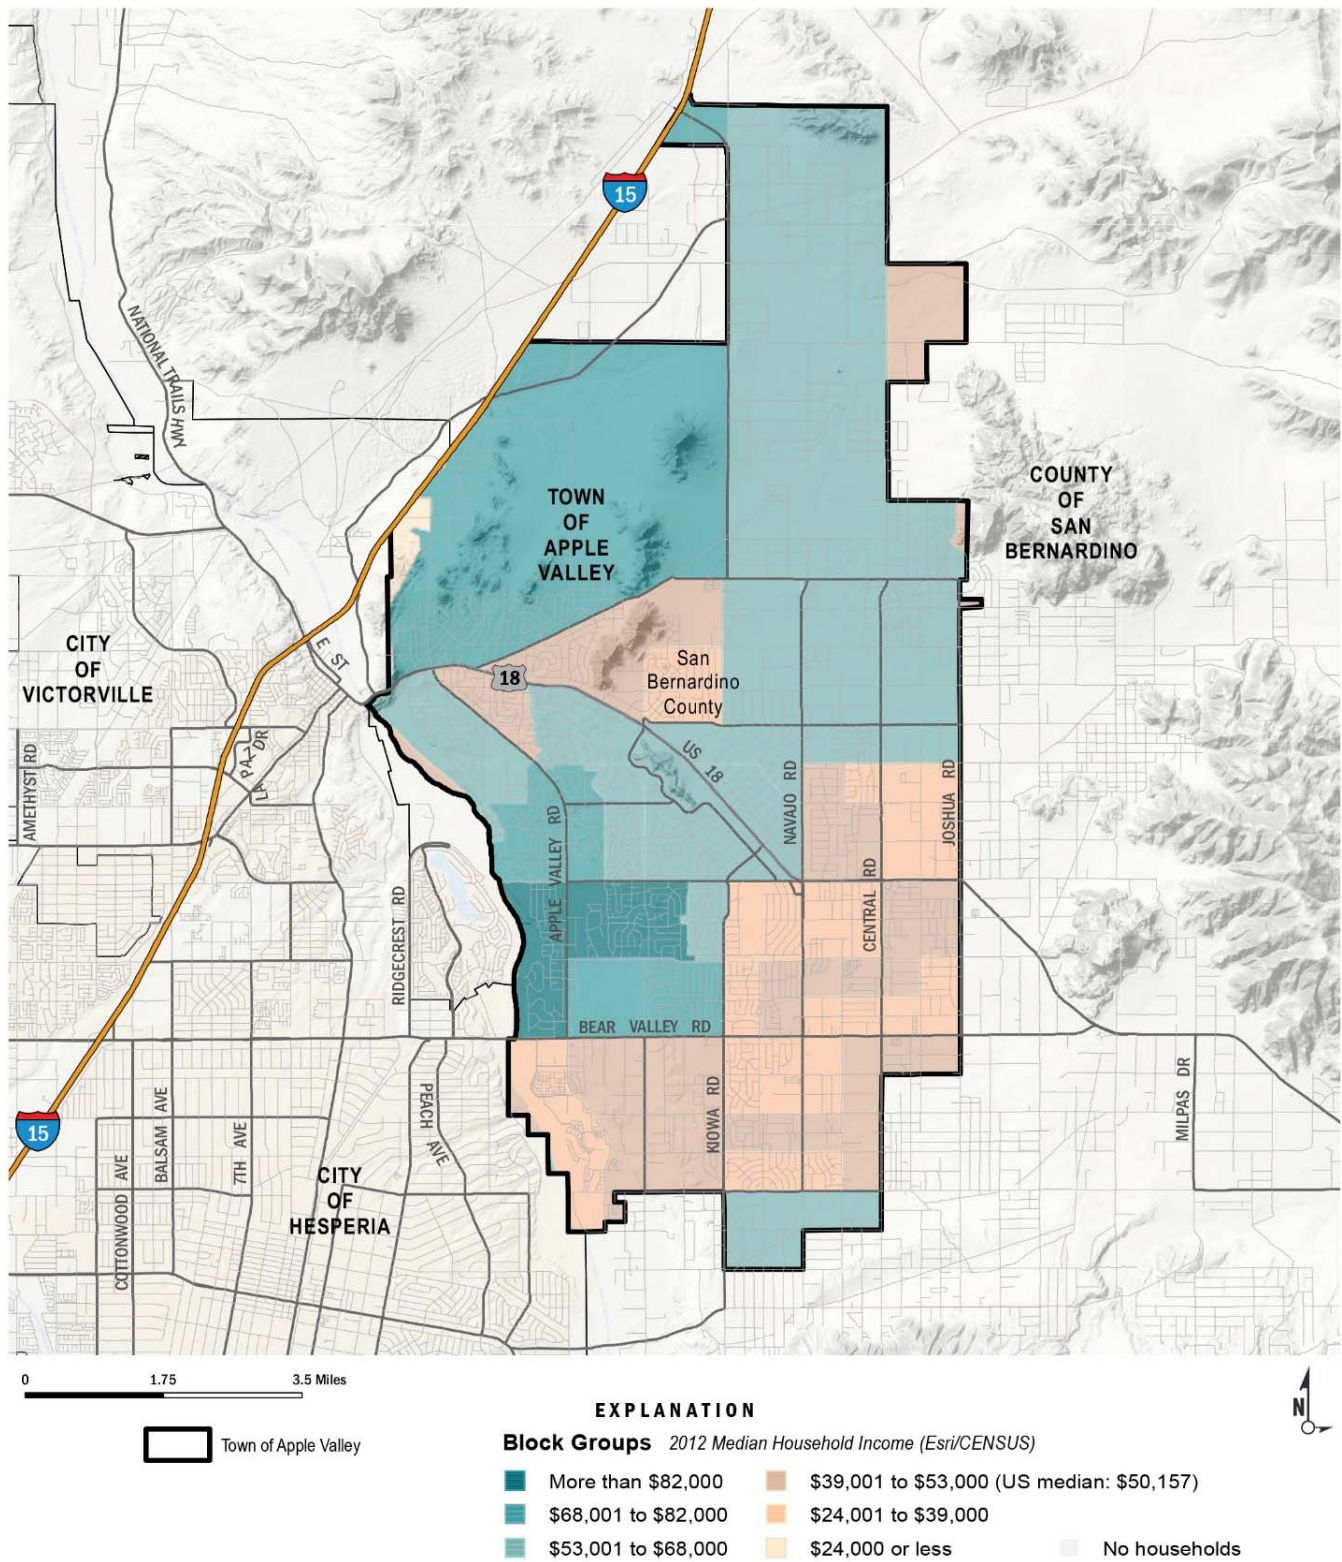 15
NATIONAL TRAILS HWY
TOWN
OF
APPLE
VALLEY
COUNTY
OF
SAN
BERNARDINO
CITY
OF
VICTORVILLE
E ST
18
San
Bernardino
County
US 18
AMETHYST RD
LA PAZ DR
NAVAJO RD
JOSHUA RD
APPLE VALLEY RD
CENTRAL RD
RIDGECREST RD
BEAR VALLEY RD
15
COTTONWOOD AVE
BALSAM AVE
7TH AVE
PEACH AVE
KIOWA RD
MILPAS DR
CITY
OF
HESPERIA
0 1.75 3.5 Miles
N
Town of Apple Valley
EXPLANATION
Block Groups 2012 Median Household Income (Esri/CENSUS)
More than $82,000
$68,001 to $82,000
$53,001 to $68,000
$39,001 to $53,000 (US median: $50,157)
$24,001 to $39,000
$24,000 or less
No households